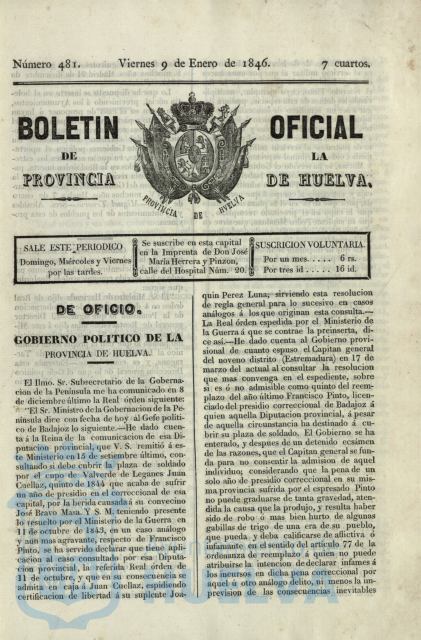 Número 481. Viernes 9 de Enero de 1846. 7 cuartos.
BOLETIN OFICIAL
DE LA
PROVINCIA DE HUELVA.
PROVINCIA DE HUELVA
SALE ESTE PERIODICO
Domingo, Miércoles y Viernes
por las tardes.
Se suscribe en esta capital
en la Imprenta de Don José
María Herrera y Pinzon,
calle del Hospital Núm. 20.
SUSCRICION VOLUNTARIA.
Por un mes..... 6 rs.
Por tres id..... 16 id.
DE OFICIO.
GOBIERNO POLITICO DE LA
PROVINCIA DE HUELVA.
El Ilmo. Sr. Subsecretario de la Goberna-
cion de la Península me ha comunicado en 8
de diciembre último la Real órden siguiente:
"El Sr. Ministro de la Gobernacion de la Pe-
nínsula dice con fecha de hoy al Gefe políti-
co de Badajoz lo siguiente.—He dado cuen-
ta á la Reina de la comunicacion de esa Di-
putacion provincial, que V. S. remitió á es-
te Ministerio en 15 de setiembre último, con-
sultando si debe cubrir la plaza de soldado
por el cupo de Valverde de Leganes Juan
Cuellaz, quinto de 1844 que acaba de sufrir
un año de presidio en el correccional de esa
capital, por la herida causada á su convecino
José Bravo Masa. Y S. M. teniendo presente
lo resuelto por el Ministerio de la Guerra en
11 de octubre de 1843, en un caso análogo
y aun mas agravante, respecto de Francisco
Pinto, se ha servido declarar que tiene apli-
cacion al caso consultado por esa Diputa-
cion provincial, la referida Real órden de
11 de octubre, y que en su consecuencia se
admita en caja á Juan Cuellaz, espidiendo
certificacion de libertad á su suplente Joa-
quin Perez Luna; sirviendo esta resolucion
de regla general para lo sucesivo en casos
análogos á los que originan esta consulta.—
La Real órden espedida por el Ministerio de
la Guerra á que se contrae la preinserta, di-
ce así.—He dado cuenta al Gobierno provi-
sional de cuanto espuso el Capitan general
del noveno distrito (Estremadura) en 17 de
marzo del actual al consultar la resolucion
que mas convenga en el espediente, sobre
si es ó no admisible como quinto del reem-
plazo del año último Francisco Pinto, licen-
ciado del presidio correccional de Badajoz á
quien aquella Diputacion provincial, á pesar
de aquella circunstancia ha destinado á cu-
brir su plaza de soldado. El Gobierno se ha
enterado, y despues de un detenido ecsámen
de las razones, que el Capitan general se fun-
da para no consentir la admision de aquel
individuo; considerando que la pena de un
solo año de presidio correccional en su mis-
ma provincia sufrida por el espresado Pinto
no puede graduarse de tanta gravedad, aten-
dida la causa que la produjo, y resulta haber
sido de robo ó mas bien hurto de algunas
gabillas de trigo de una era de su pueblo,
que pueda y deba calificarse de aflictiva ó
infamante en el sentido del artículo 77 de la
ordenanza de reemplazo á quien no puede
atribuirse la intencion de declarar infames á
los incursos en dicha pena correccional por
aquel ú otro análogo delito, ni menos la im-
prevision de las consecuencias inevitables
HUELVA